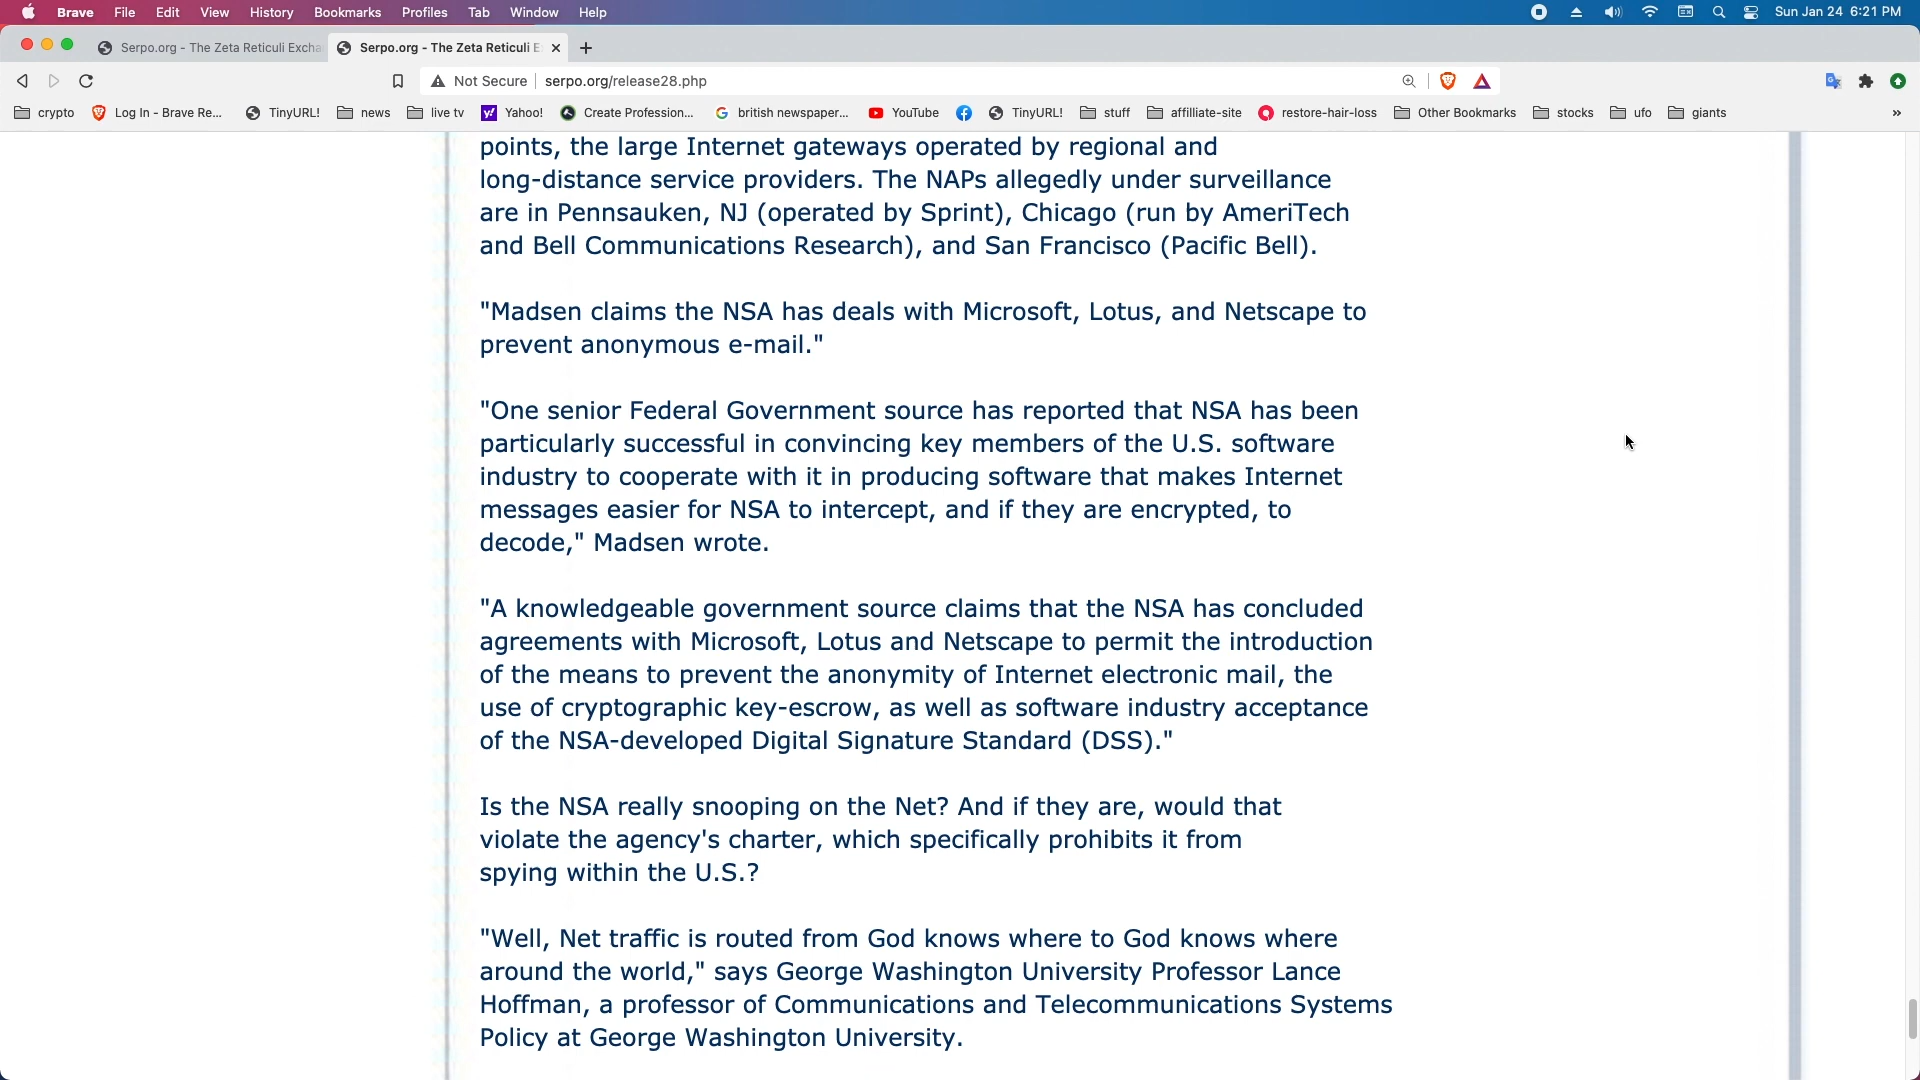 Brave File Edit View History Bookmarks Profiles Tab Window Help Sun Jan 24 6:21 PM
Serpo.org - The Zeta Reticuli Excha Serpo.org - The Zeta Reticuli E
Not Secure serpo.org/release28.php
crypto Log In - Brave Re... TinyURL! news live tv Yahoo! Create Profession... british newspaper... YouTube TinyURL! stuff affilliate-site restore-hair-loss Other Bookmarks stocks ufo giants »
points, the large Internet gateways operated by regional and
long-distance service providers. The NAPs allegedly under surveillance
are in Pennsauken, NJ (operated by Sprint), Chicago (run by AmeriTech
and Bell Communications Research), and San Francisco (Pacific Bell).
"Madsen claims the NSA has deals with Microsoft, Lotus, and Netscape to
prevent anonymous e-mail."
"One senior Federal Government source has reported that NSA has been
particularly successful in convincing key members of the U.S. software
industry to cooperate with it in producing software that makes Internet
messages easier for NSA to intercept, and if they are encrypted, to
decode," Madsen wrote.
"A knowledgeable government source claims that the NSA has concluded
agreements with Microsoft, Lotus and Netscape to permit the introduction
of the means to prevent the anonymity of Internet electronic mail, the
use of cryptographic key-escrow, as well as software industry acceptance
of the NSA-developed Digital Signature Standard (DSS)."
Is the NSA really snooping on the Net? And if they are, would that
violate the agency's charter, which specifically prohibits it from
spying within the U.S.?
"Well, Net traffic is routed from God knows where to God knows where
around the world," says George Washington University Professor Lance
Hoffman, a professor of Communications and Telecommunications Systems
Policy at George Washington University.